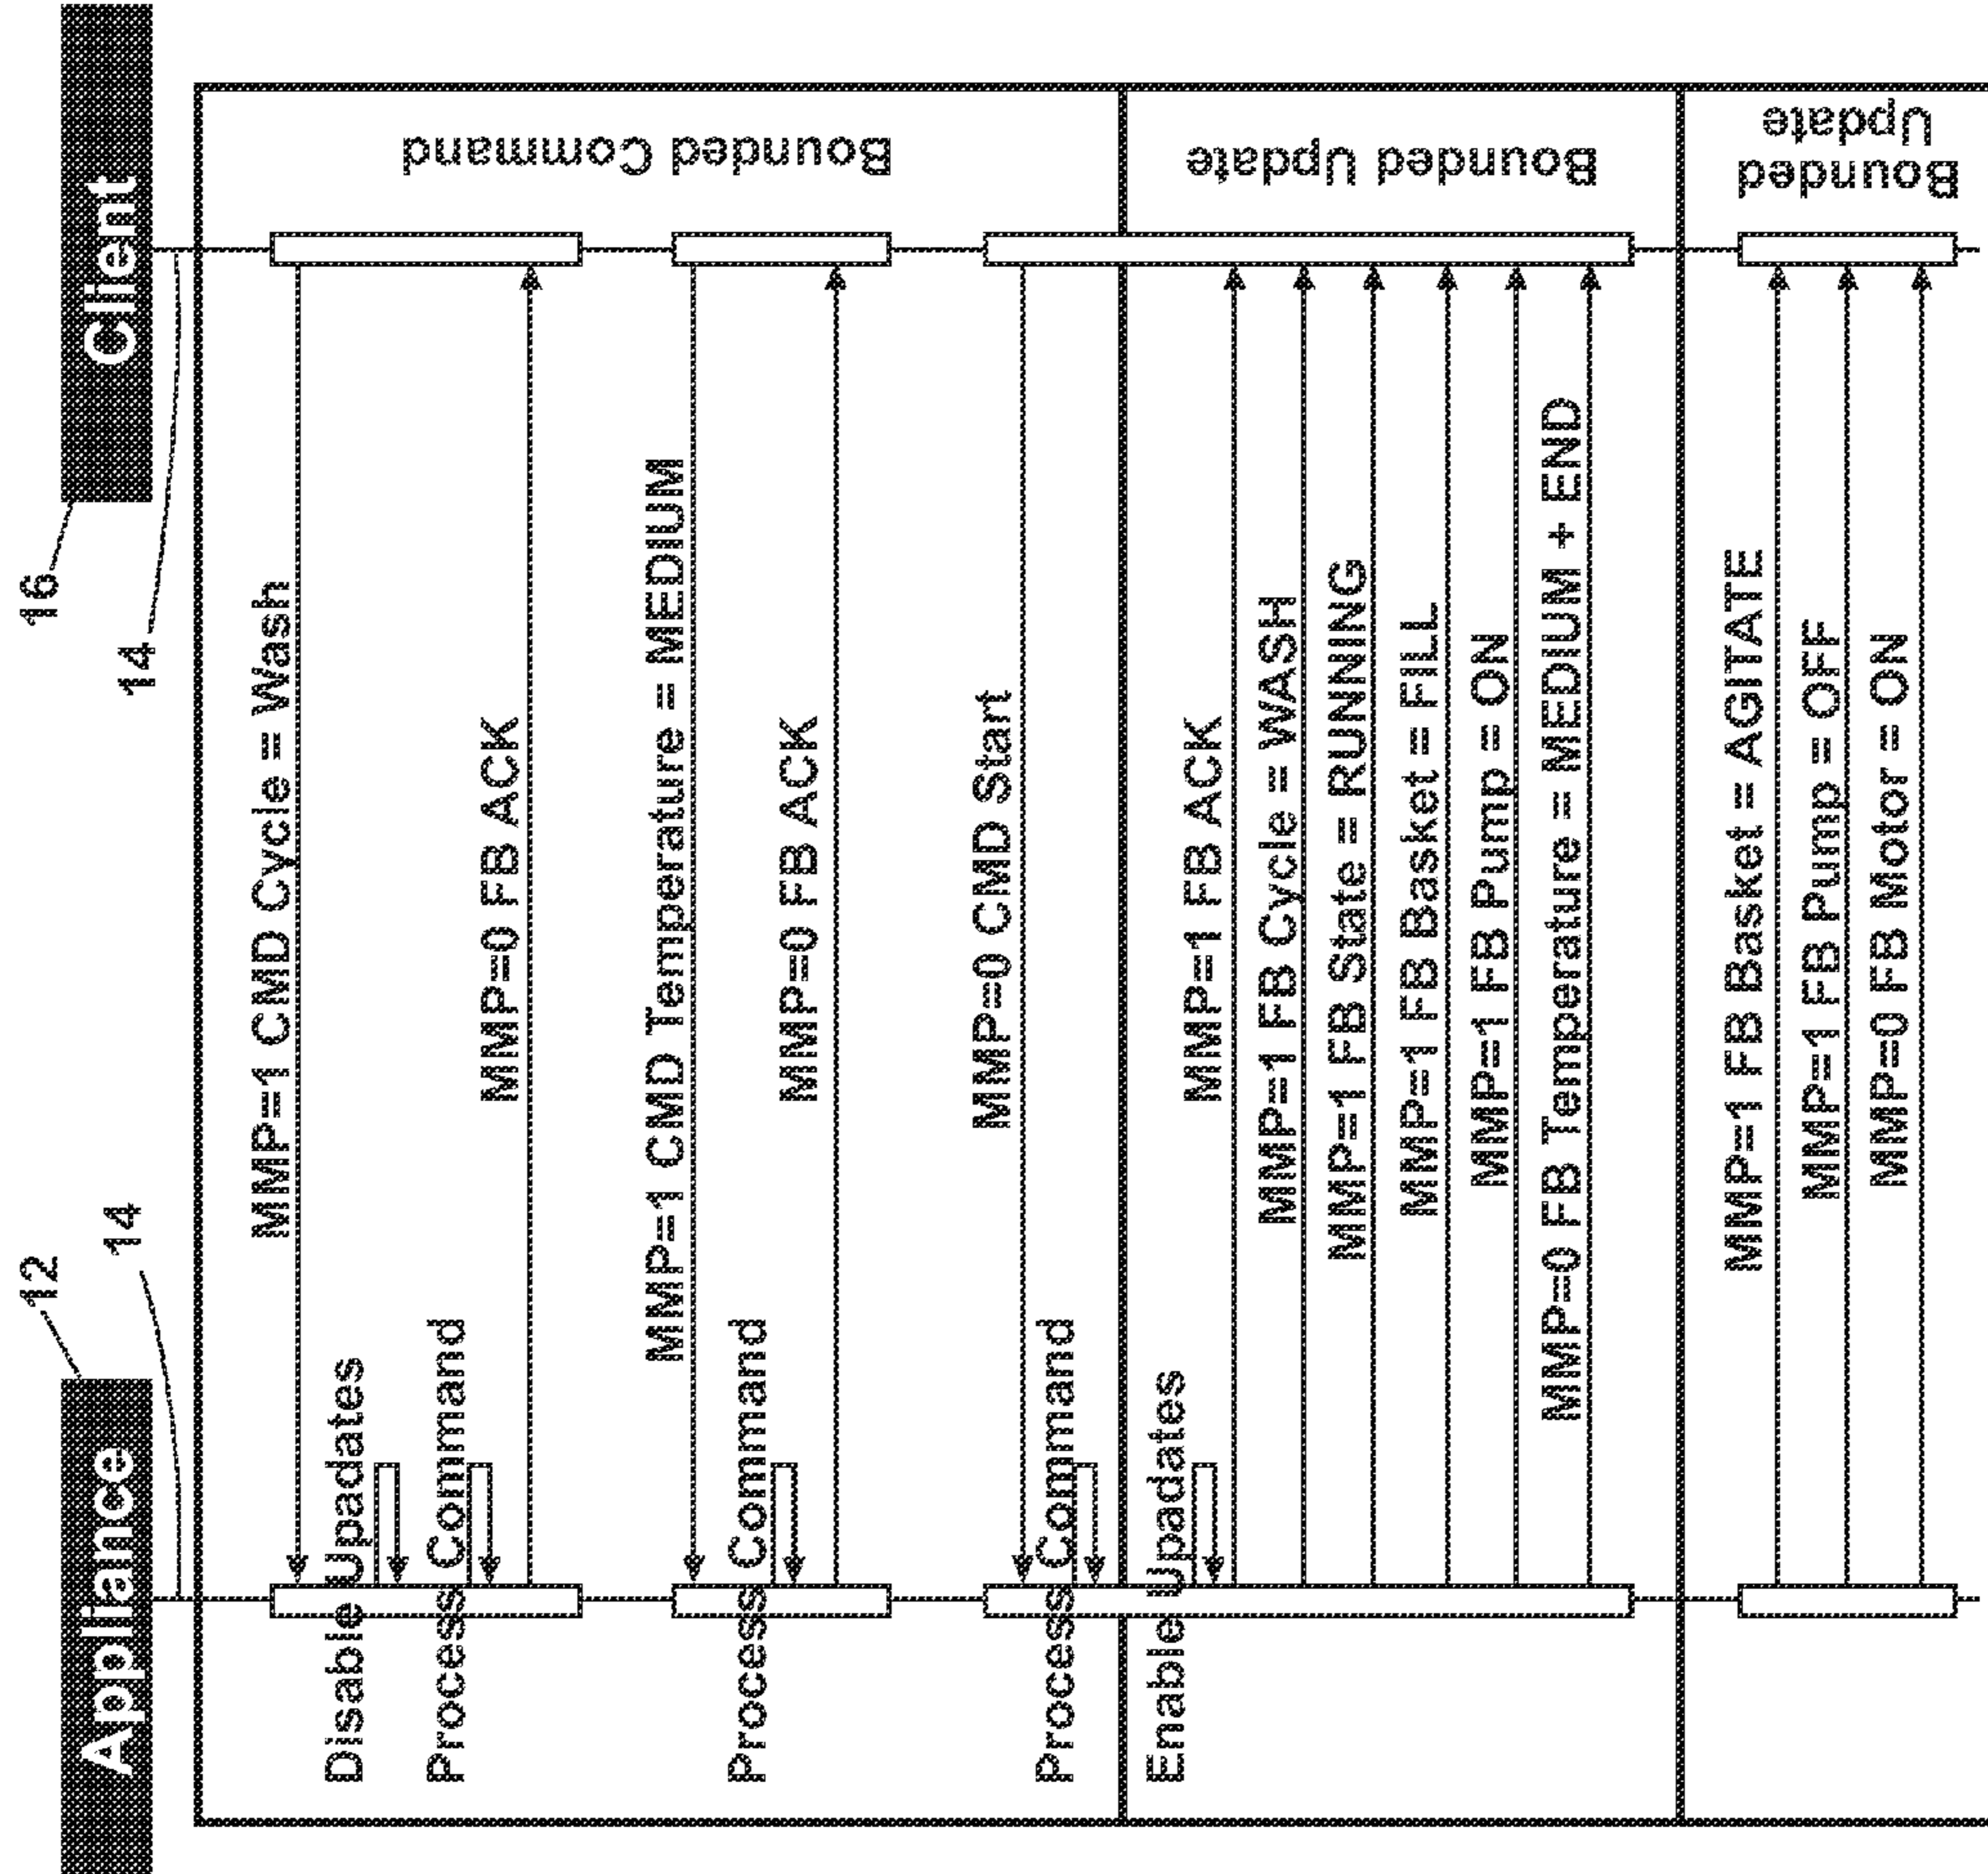 12
14
Appliance
16
14
Client
MMP=1 CMD Cycle = Wash
Disable Upadates
Process Command
MMP=0 FB ACK
MMP=1 CMD Temperature = MEDIUM
Process Command
MMP=0 FB ACK
MMP=0 CMD Start
Process Command
Bounded Command
Enable Upadates
MMP=1 FB ACK
MMP=1 FB Cycle = WASH
MMP=1 FB State = RUNNING
MMP=1 FB Basket = FILL
MMP=1 FB Pump = ON
MMP=0 FB Temperature = MEDIUM + END
Bounded Update
MMP=1 FB Basket = AGITATE
MMP=1 FB Pump = OFF
MMP=0 FB Motor = ON
Bounded
Update